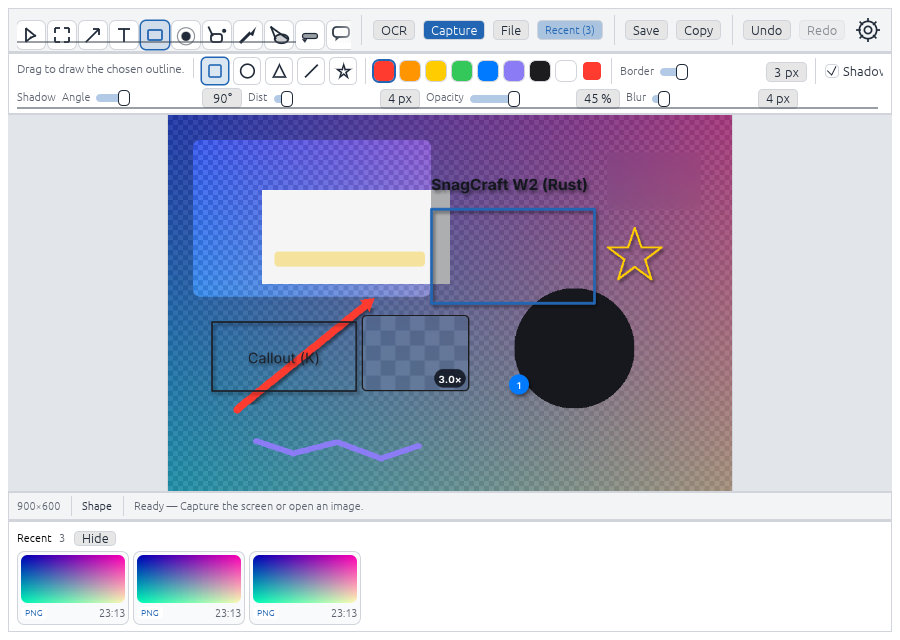 T OCR Capture File Recent (3) Save Copy Undo Redo
Drag to draw the chosen outline. Border 3 px Shadow
Shadow Angle 90° Dist 4 px Opacity 45 % Blur 4 px
SnagCraft W2 (Rust)
Callout (K)
3.0×
1
900×600 Shape Ready — Capture the screen or open an image.
Recent 3 Hide
PNG 23:13 PNG 23:13 PNG 23:13